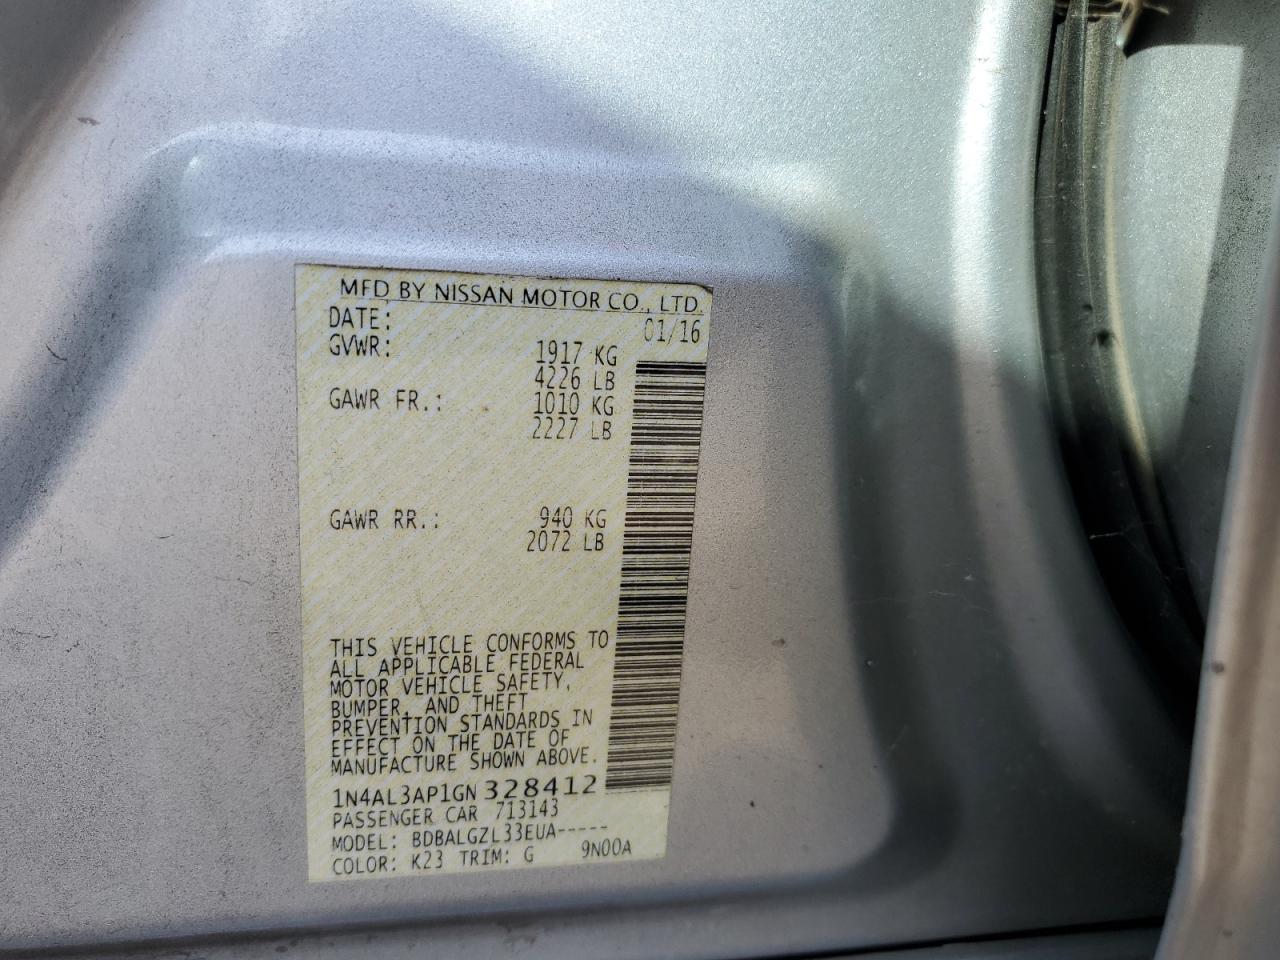 MFD BY NISSAN MOTOR CO., LTD.
DATE: 01/16
GVWR: 1917 KG
4226 LB
GAWR FR.: 1010 KG
2227 LB
GAWR RR.: 940 KG
2072 LB
THIS VEHICLE CONFORMS TO
ALL APPLICABLE FEDERAL
MOTOR VEHICLE SAFETY,
BUMPER, AND THEFT
PREVENTION STANDARDS IN
EFFECT ON THE DATE OF
MANUFACTURE SHOWN ABOVE.
1N4AL3AP1GN328412
PASSENGER CAR 713143
MODEL: BDBALGZL33EUA-----
COLOR: K23 TRIM: G 9N00A